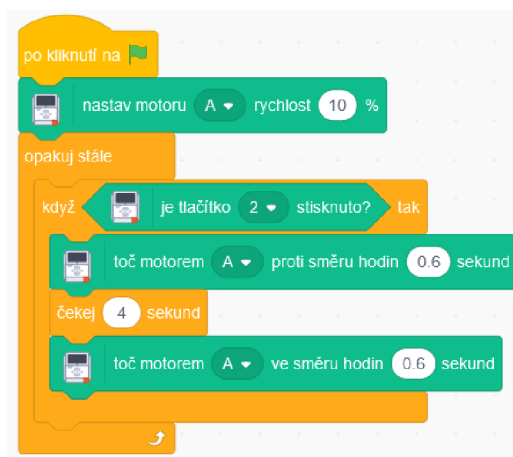 po kliknutí na
nastav motoru A rychlost 10 %
opakuj stále
když je tlačítko 2 stisknuto? tak
toč motorem A proti směru hodin 0.6 sekund
čekej 4 sekund
toč motorem A ve směru hodin 0.6 sekund